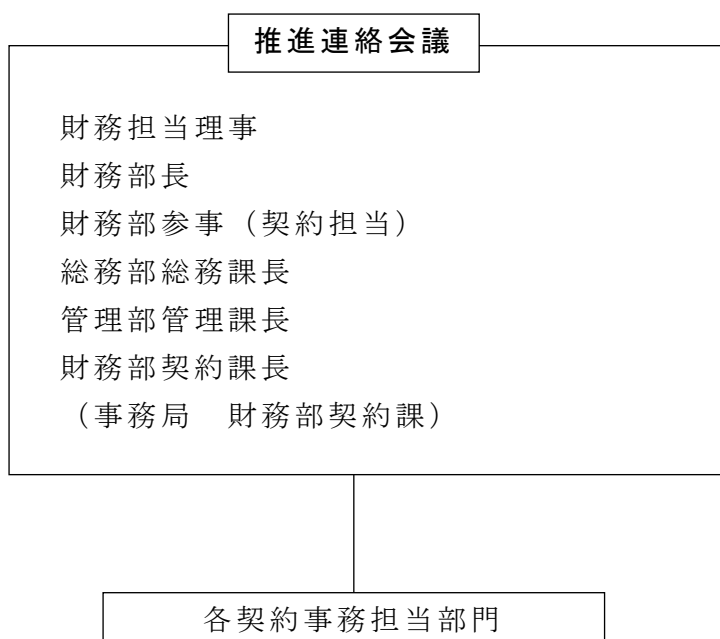 推進連絡会議
財務担当理事
財務部長
財務部参事（契約担当）
総務部総務課長
管理部管理課長
財務部契約課長
（事務局　財務部契約課）
各契約事務担当部門